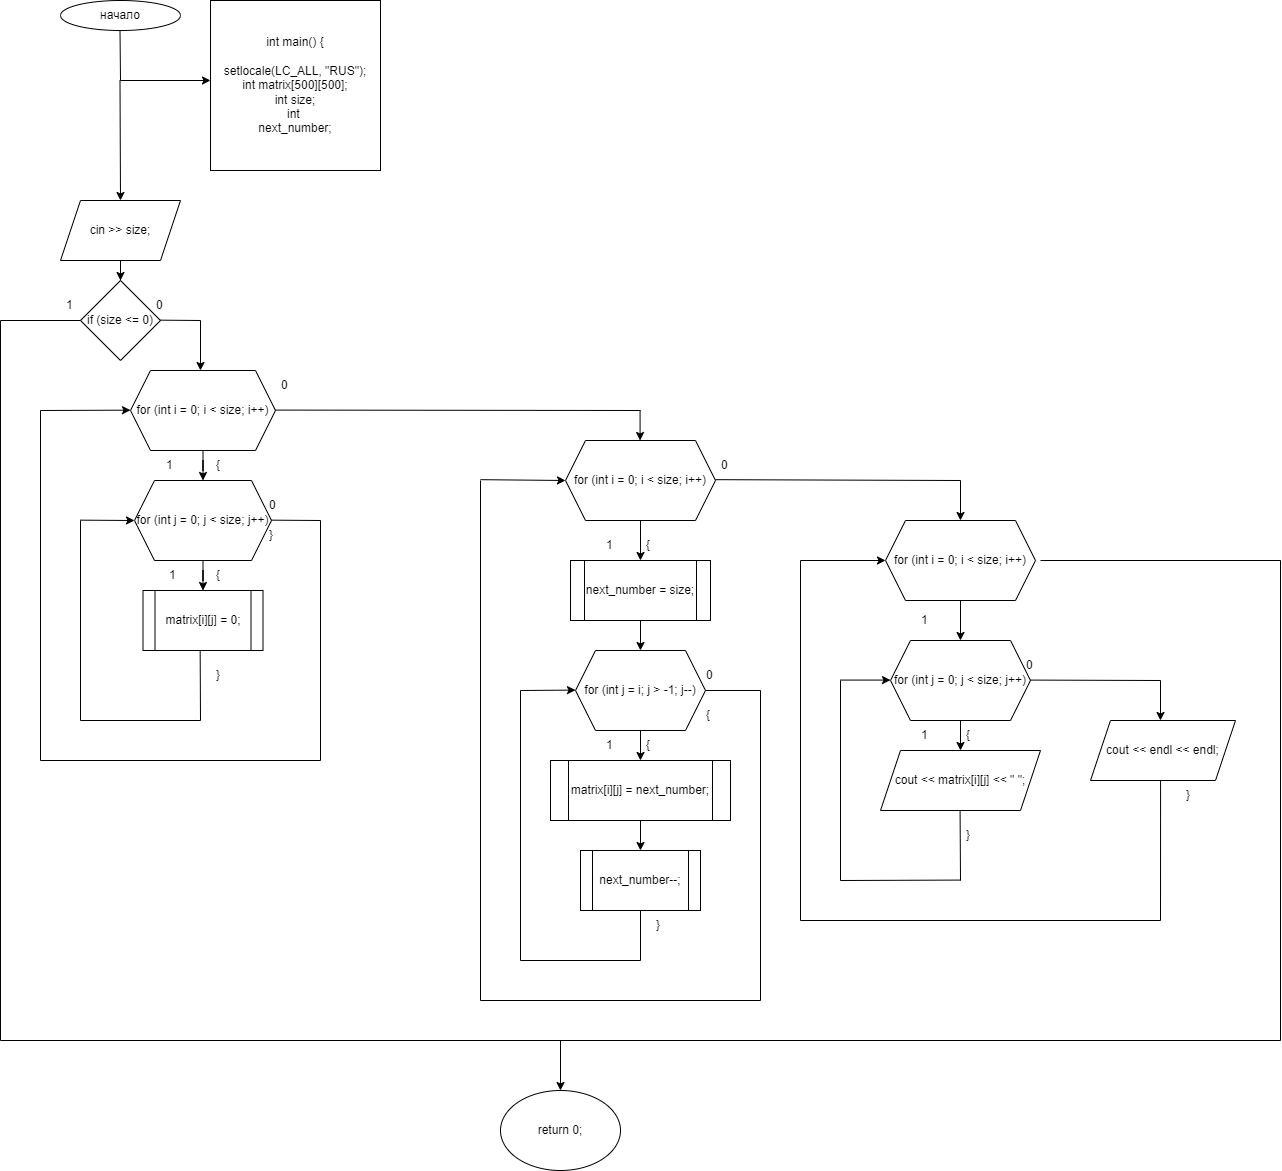 начало
int main() {
setlocale(LC_ALL, "RUS");
int matrix[500][500];
int size;
int
next_number;
cin >> size;
1
0
if (size <= 0)
0
for (int i = 0; i < size; i++)
1
{
0
for (int j = 0; j < size; j++)
}
1
{
matrix[i][j] = 0;
}
0
for (int i = 0; i < size; i++)
1
{
next_number = size;
0
for (int j = i; j > -1; j--)
{
1
{
matrix[i][j] = next_number;
next_number--;
}
for (int i = 0; i < size; i++)
1
0
for (int j = 0; j < size; j++)
1
{
cout << matrix[i][j] << " ";
}
cout << endl << endl;
}
return 0;